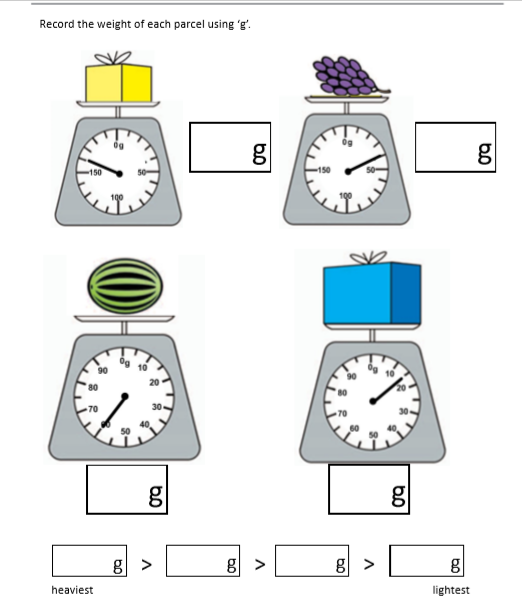 Record the weight of each parcel using ‘g’.
0g
150
50
100
g
0g
150
50
100
g
0g
10
20
30
40
50
60
70
80
90
g
0g
10
20
30
40
50
60
70
80
90
g
g > g > g > g
heaviest lightest